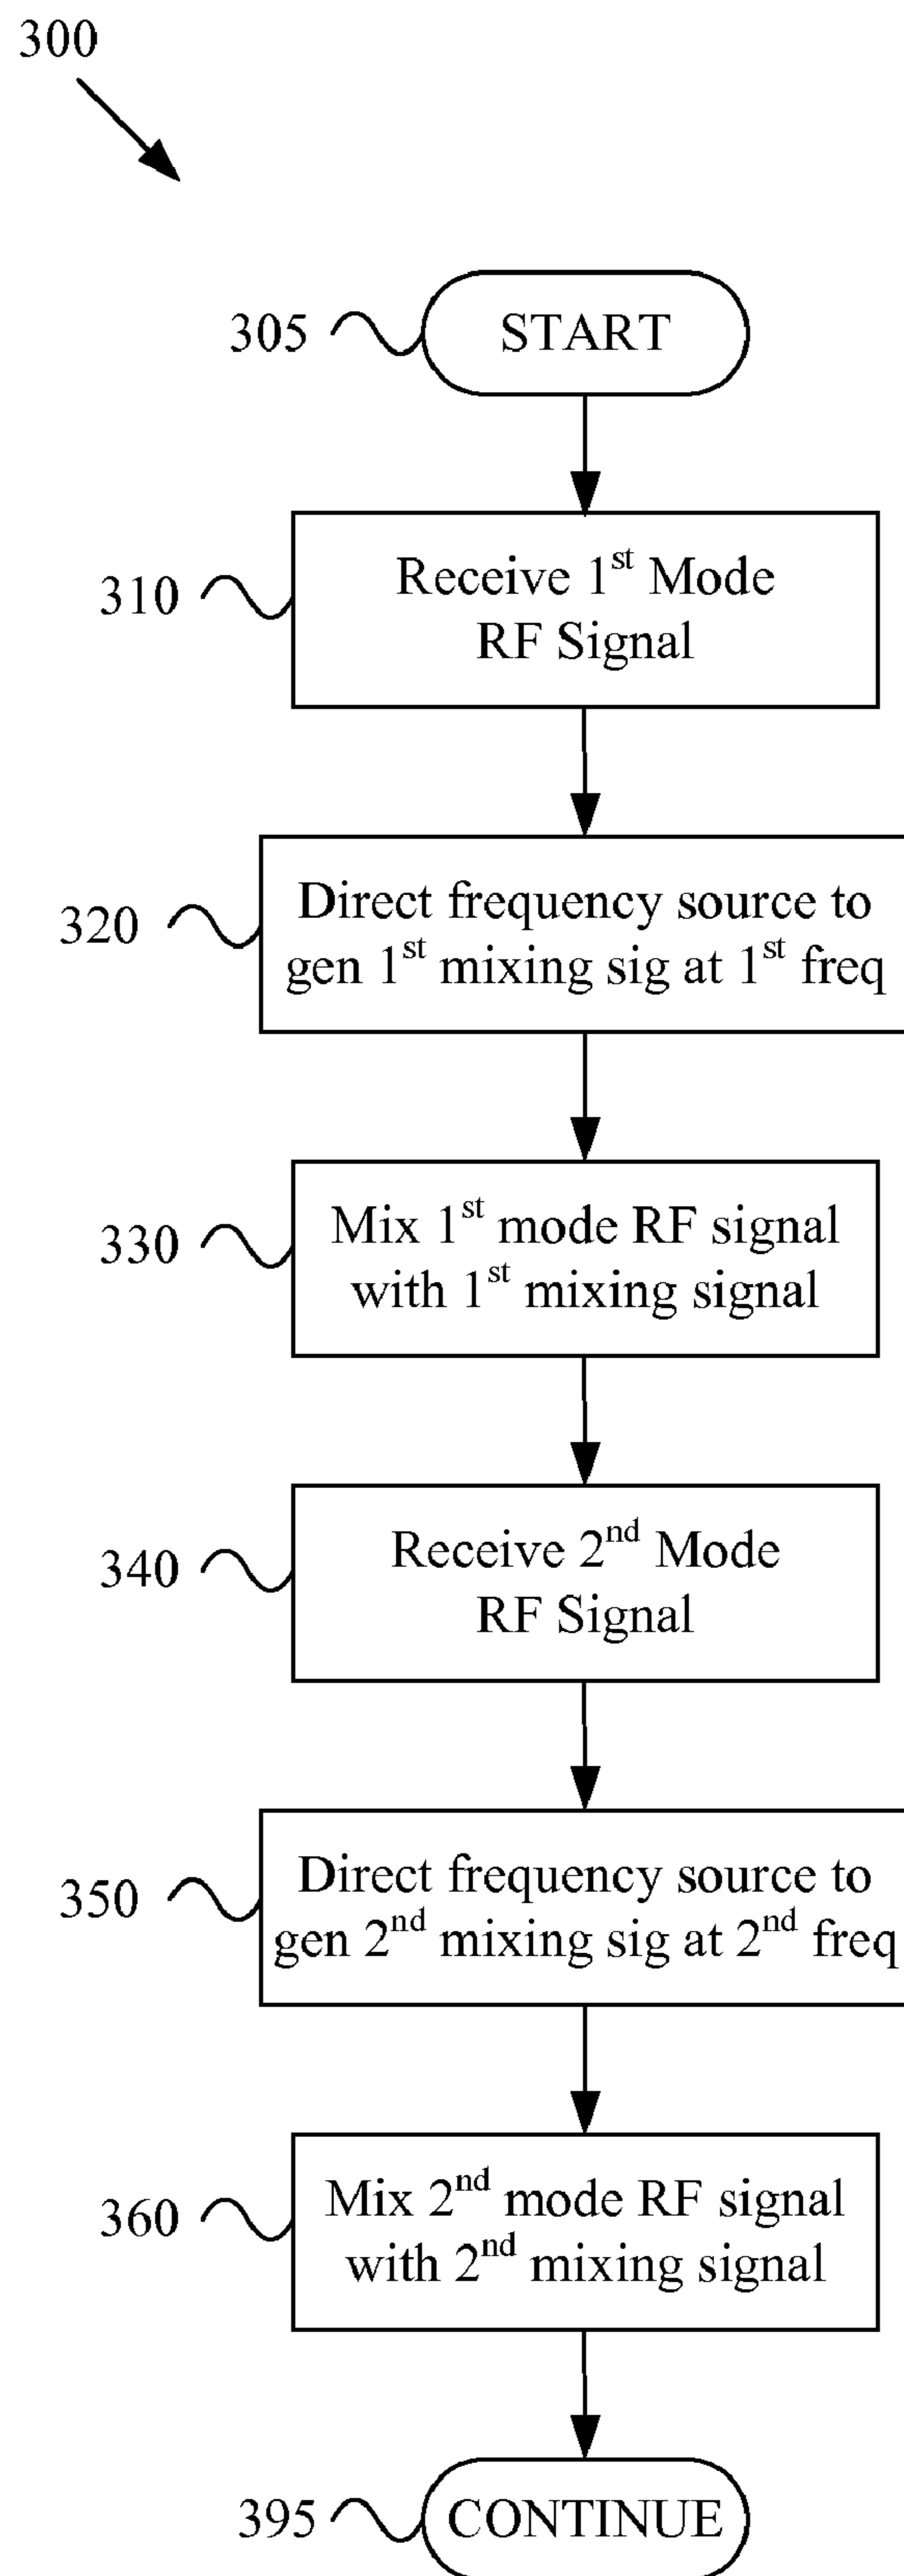 300
305
START
310
Receive 1st Mode
RF Signal
320
Direct frequency source to
gen 1st mixing sig at 1st freq
330
Mix 1st mode RF signal
with 1st mixing signal
340
Receive 2nd Mode
RF Signal
350
Direct frequency source to
gen 2nd mixing sig at 2nd freq
360
Mix 2nd mode RF signal
with 2nd mixing signal
395
CONTINUE